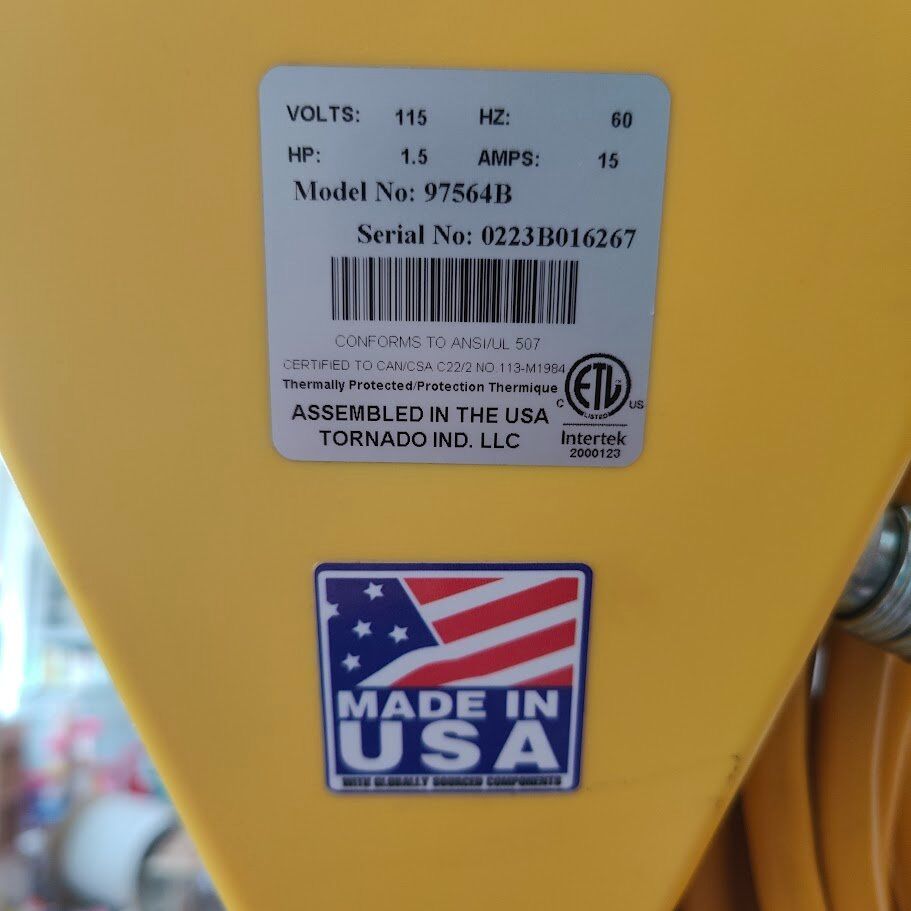 VOLTS: 115 HZ: 60
HP: 1.5 AMPS: 15
Model No: 97564B
Serial No: 0223B016267
CONFORMS TO ANSI/UL 507
CERTIFIED TO CAN/CSA C22/2 NO.113-M1984
Thermally Protected/Protection Thermique
ETL
LISTED
C US
ASSEMBLED IN THE USA
TORNADO IND. LLC
Intertek
2000123
MADE IN
USA
WITH GLOBALLY SOURCED COMPONENTS